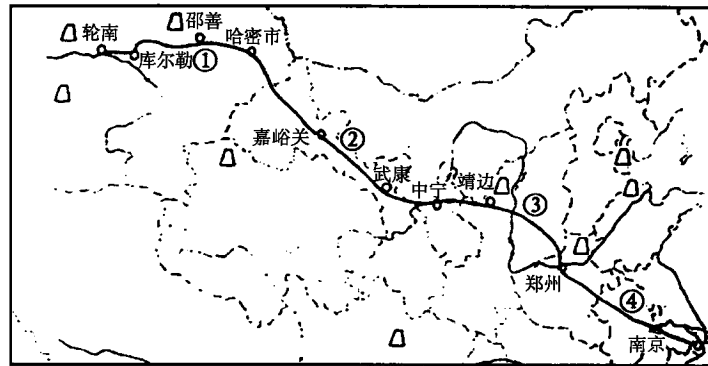 轮南
邵善
哈密市
库尔勒
①
嘉峪关
②
武康
中宁
靖边
③
郑州
④
南京